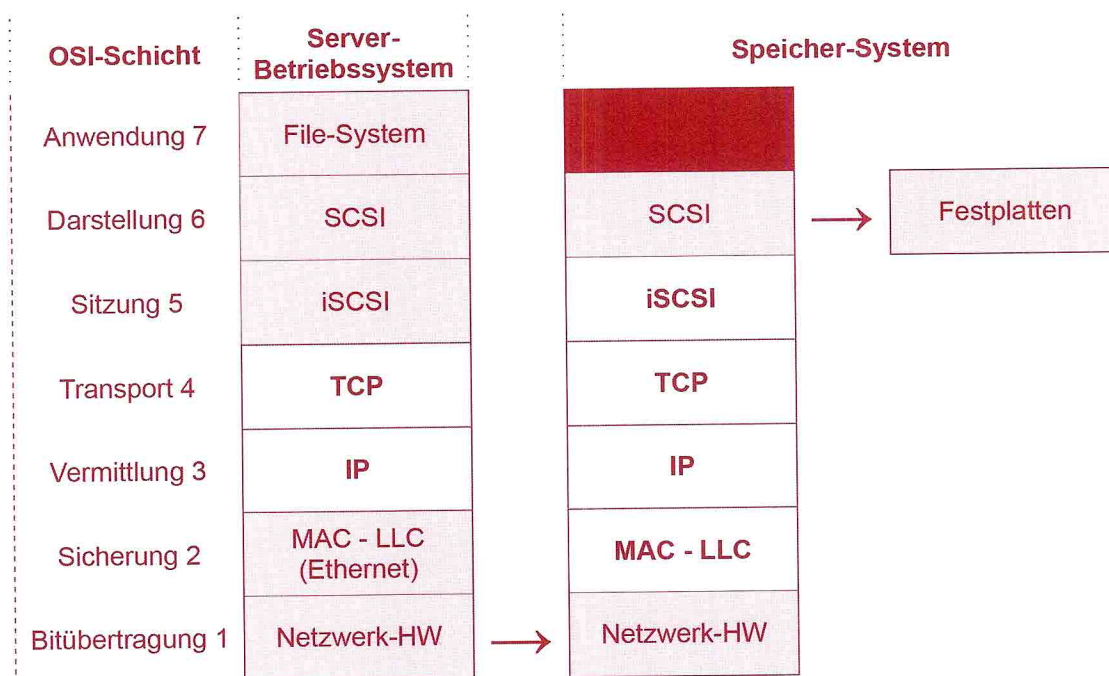 OSI-Schicht
Server-
Betriebssystem
Speicher-System
Anwendung 7
File-System
Darstellung 6
SCSI
SCSI
Festplatten
Sitzung 5
iSCSI
iSCSI
Transport 4
TCP
TCP
Vermittlung 3
IP
IP
Sicherung 2
MAC - LLC
(Ethernet)
MAC - LLC
Bitübertragung 1
Netzwerk-HW
Netzwerk-HW